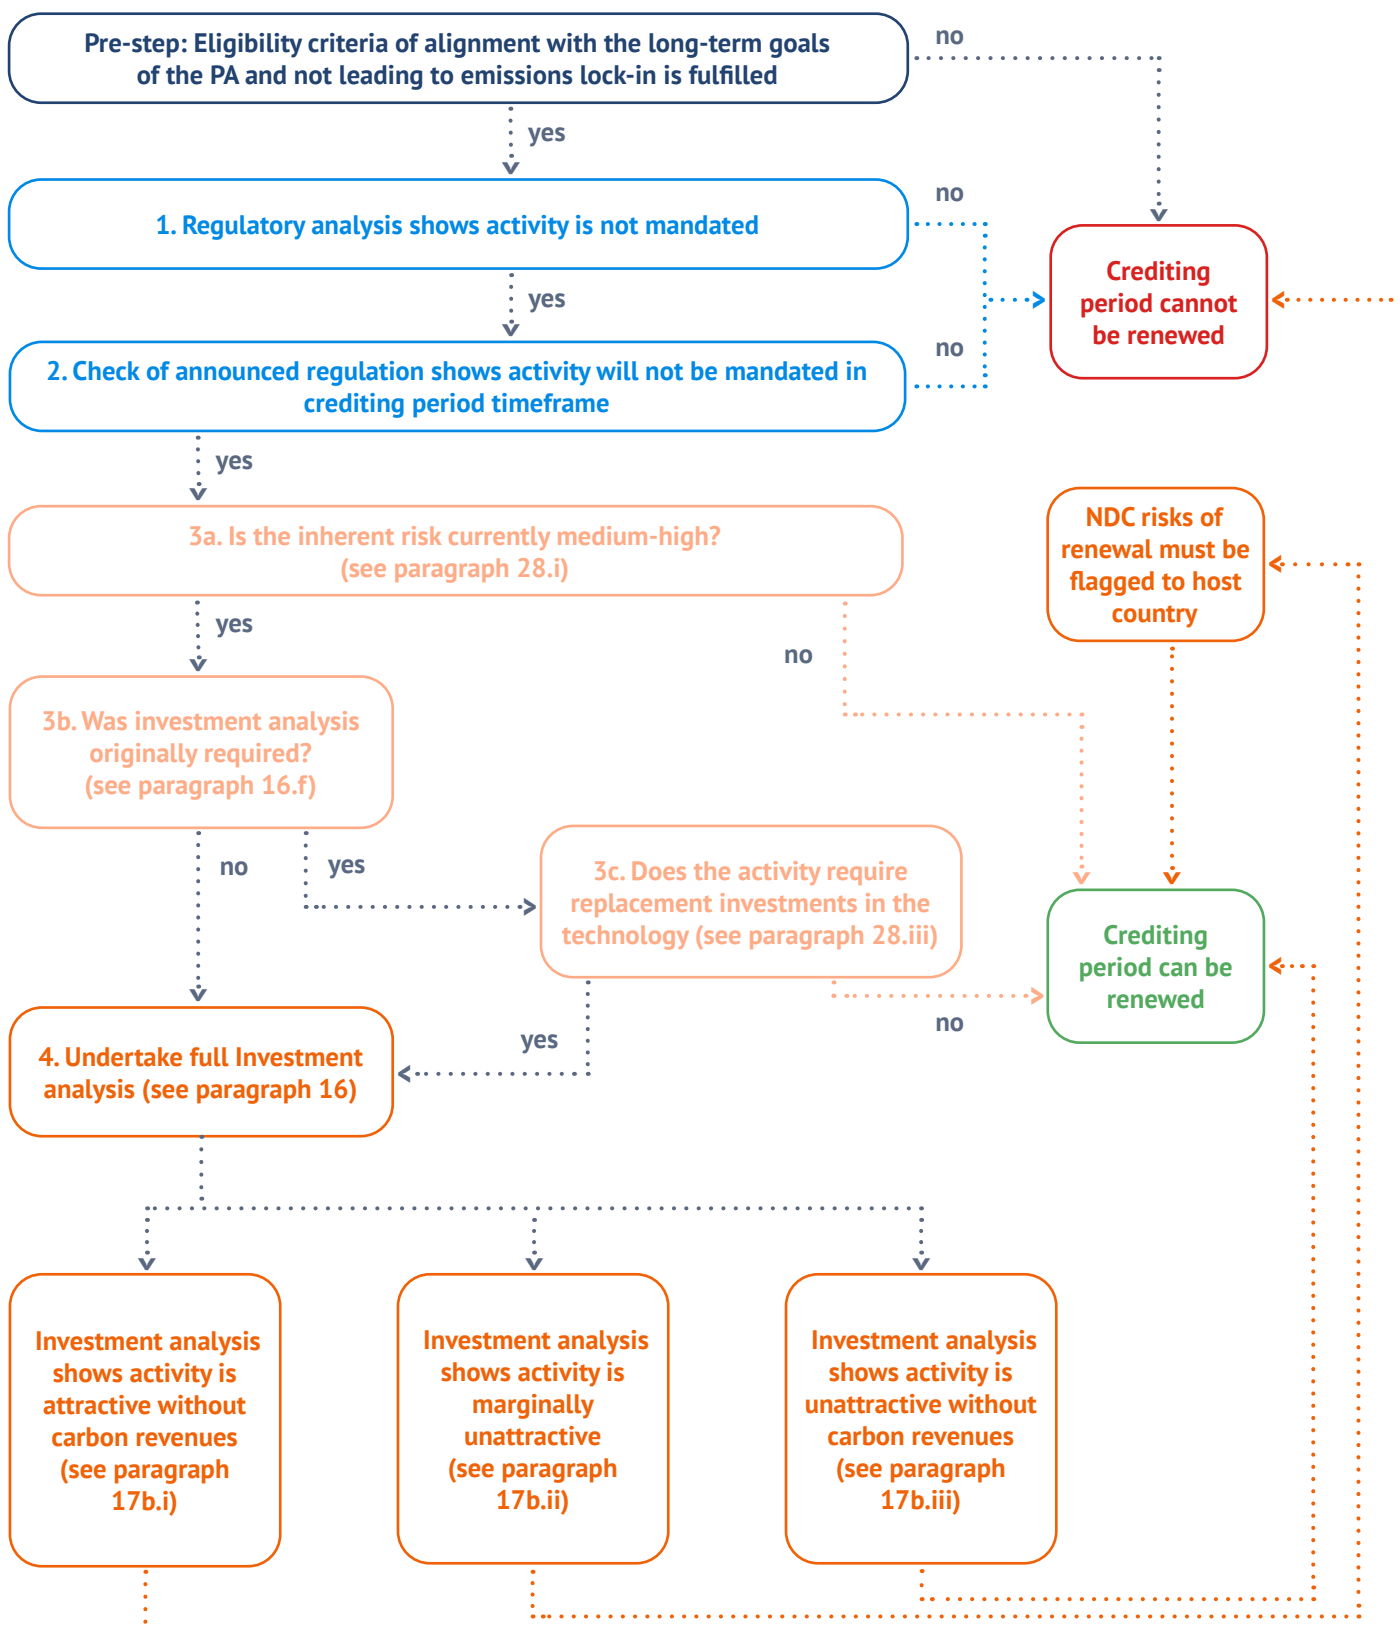 Pre-step: Eligibility criteria of alignment with the long-term goals
of the PA and not leading to emissions lock-in is fulfilled
no
yes
1. Regulatory analysis shows activity is not mandated
no
yes
Crediting
period cannot
be renewed
2. Check of announced regulation shows activity will not be mandated in
crediting period timeframe
no
yes
3a. Is the inherent risk currently medium-high?
(see paragraph 28.i)
NDC risks of
renewal must be
flagged to host
country
yes
no
3b. Was investment analysis
originally required?
(see paragraph 16.f)
no
yes
3c. Does the activity require
replacement investments in the
technology (see paragraph 28.iii)
Crediting
period can be
renewed
no
yes
4. Undertake full Investment
analysis (see paragraph 16)
Investment analysis
shows activity is
attractive without
carbon revenues
(see paragraph
17b.i)
Investment analysis
shows activity is
marginally
unattractive
(see paragraph
17b.ii)
Investment analysis
shows activity is
unattractive without
carbon revenues
(see paragraph
17b.iii)